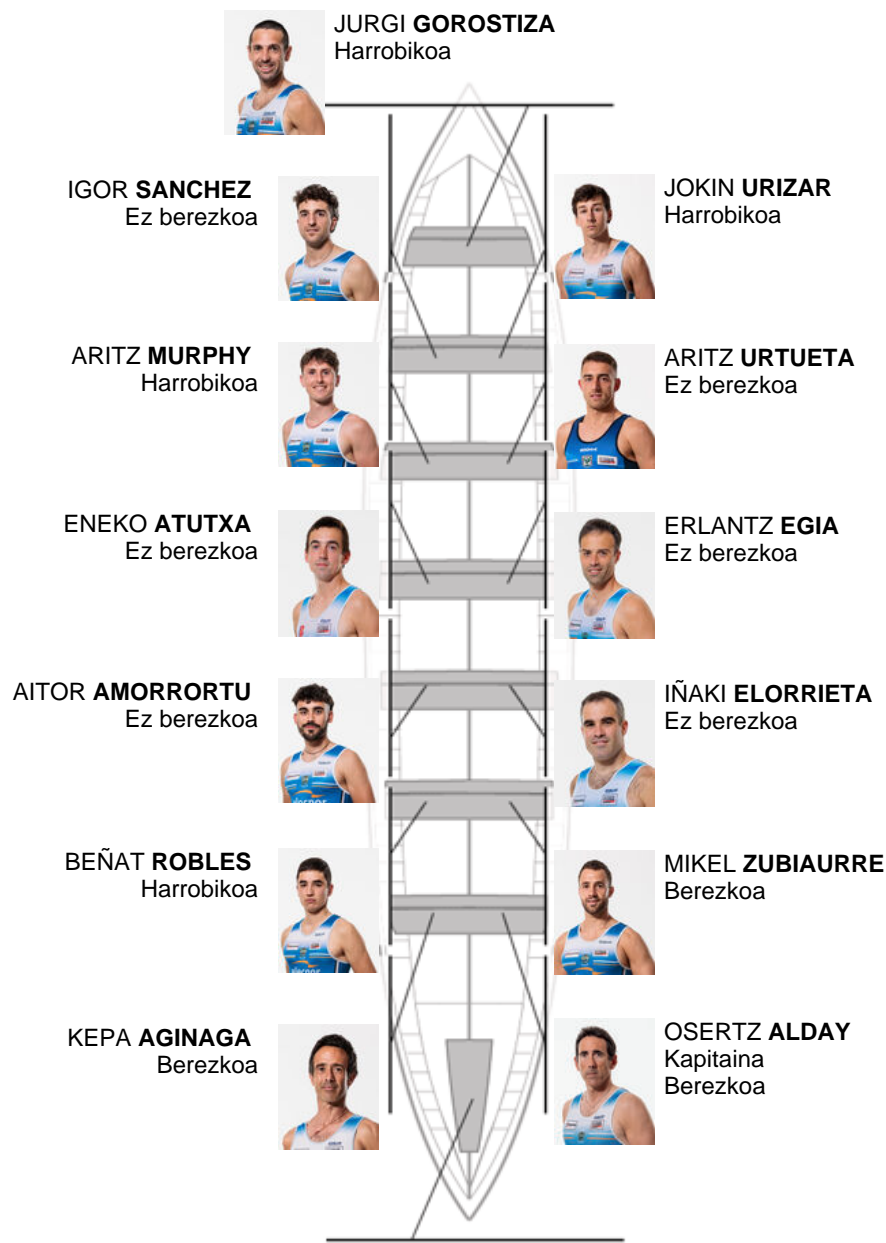 JURGI GOROSTIZA
Harrobikoa
IGOR SANCHEZ
Ez berezkoa
JOKIN URIZAR
Harrobikoa
ARITZ MURPHY
Harrobikoa
ARITZ URTUETA
Ez berezkoa
ENEKO ATUTXA
Ez berezkoa
ERLANTZ EGIA
Ez berezkoa
AITOR AMORRORTU
Ez berezkoa
IÑAKI ELORRIETA
Ez berezkoa
BEÑAT ROBLES
Harrobikoa
MIKEL ZUBIAURRE
Berezkoa
KEPA AGINAGA
Berezkoa
OSERTZ ALDAY
Kapitaina
Berezkoa